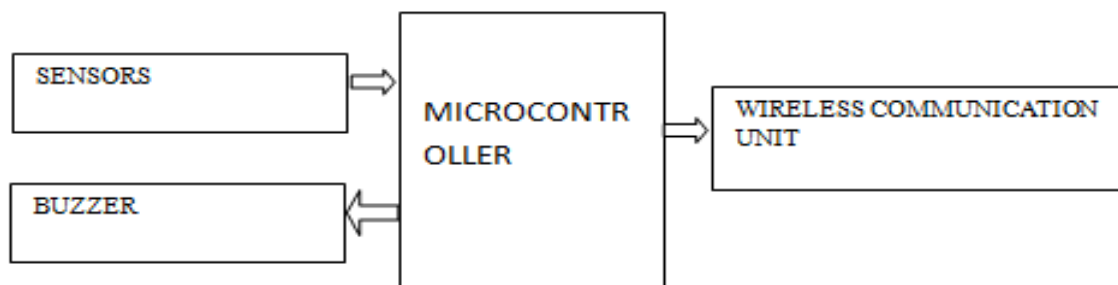 SENSORS
MICROCONTR
OLLER
WIRELESS COMMUNICATION
UNIT
BUZZER